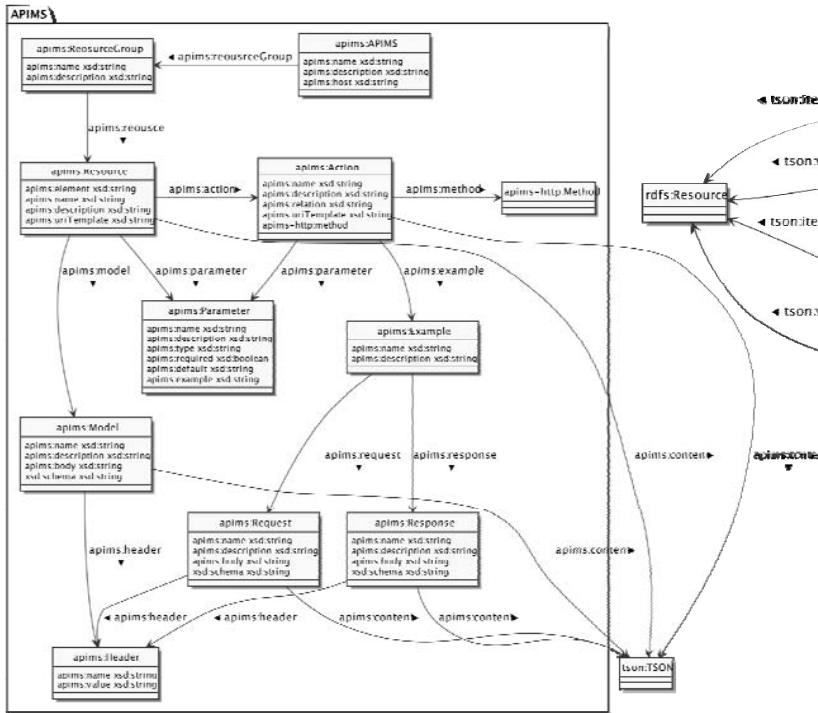 APIMS
apims:ReosurceGroup
apims:name xsd:string
apims:description xsd:string
◄ apims:reousrceGroup
apims:APIMS
apims:name xsd:string
apims:description xsd:string
apims:host xsd:string
apims:reousce
▼
apims:Resource
apims:element xsd:string
apims:name xsd:string
apims:description xsd:string
apims:uriTemplate xsd:string
apims:action►
apims:Action
apims:name xsd:string
apims:description xsd:string
apims:relation xsd:string
apims:uriTemplate xsd:string
apims-http:method
apims:method►
apims-http:Method
rdfs:Resource
◄ tson:
◄ tson:ite
◄ tson:
apims:model
▼
apims:parameter
▼
apims:parameter
▼
apims:example
▼
apims:Parameter
apims:name xsd:string
apims:description xsd:string
apims:type xsd:string
apims:required xsd:boolean
apims:default xsd:string
apims:example xsd:string
apims:Example
apims:name xsd:string
apims:description xsd:string
apims:Model
apims:name xsd:string
apims:description xsd:string
apims:body xsd:string
xsd:schema xsd:string
apims:request
▼
apims:response
▼
apims:content►
apims:header
▼
apims:Request
apims:name xsd:string
apims:description xsd:string
apims:body xsd:string
xsd:schema xsd:string
apims:Response
apims:name xsd:string
apims:description xsd:string
apims:body xsd:string
xsd:schema xsd:string
apims:content►
◄ apims:header
◄ apims:header
apims:content►
apims:content►
apims:Header
apims:name xsd:string
apims:value xsd:string
tson:TSON